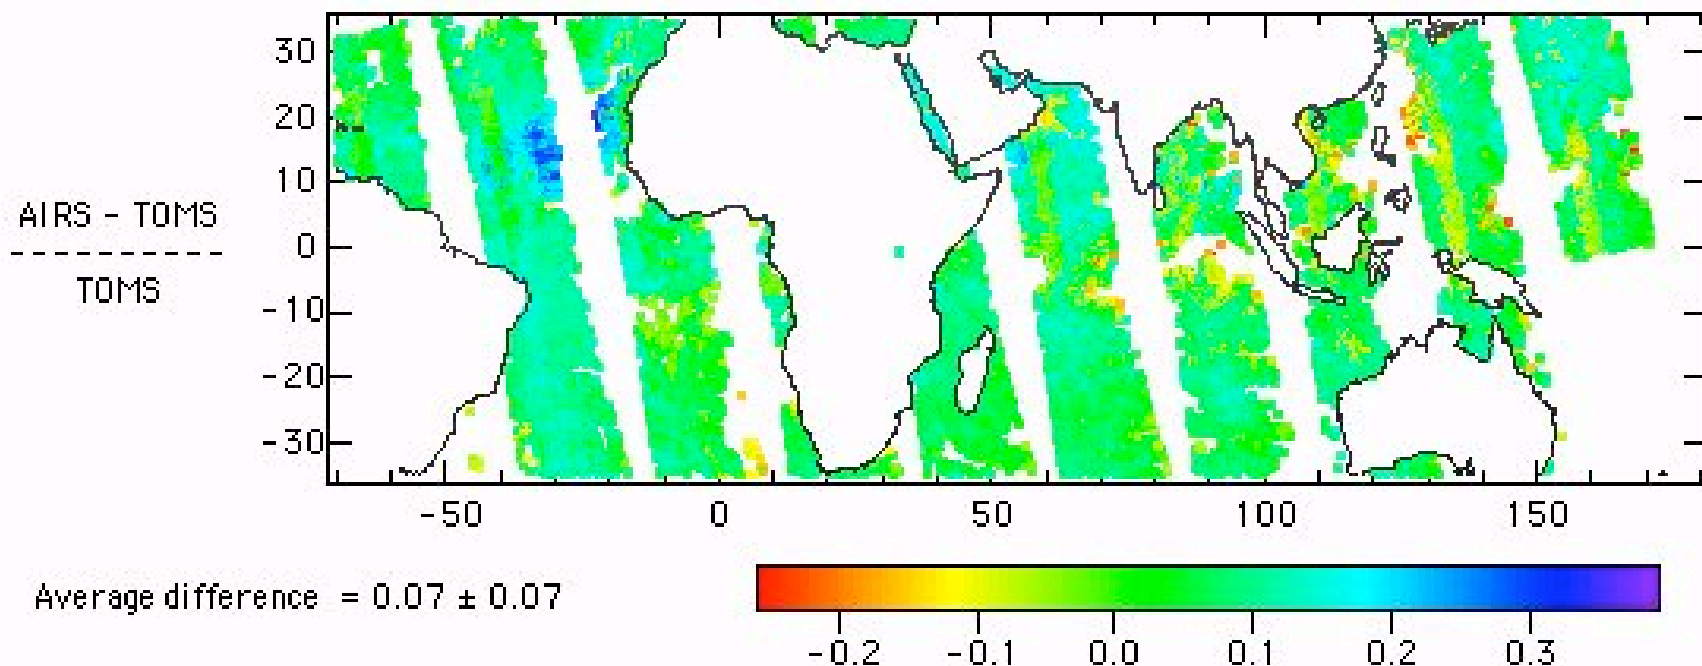 30
20
10
0
-10
-20
-30
AIRS - TOMS
----------
TOMS
-50 0 50 100 150
Average difference = 0.07 ± 0.07
-0.2 -0.1 0.0 0.1 0.2 0.3